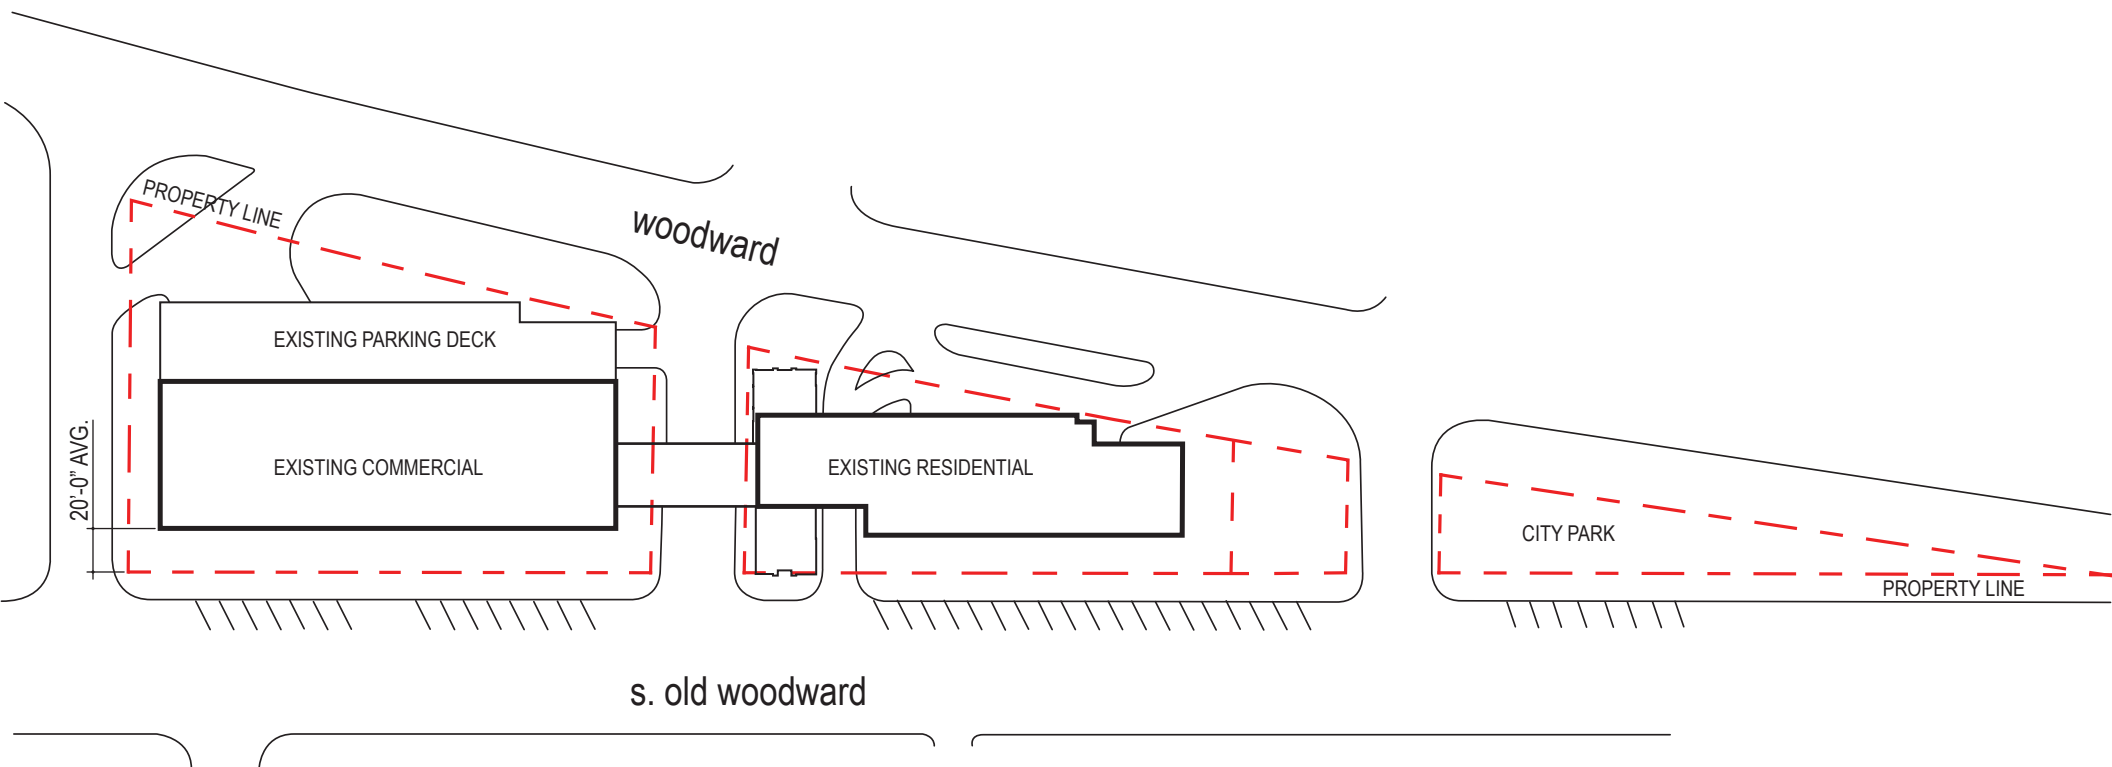 PROPERTY LINE
woodward
EXISTING PARKING DECK
20'-0" AVG.
EXISTING COMMERCIAL
EXISTING RESIDENTIAL
CITY PARK
PROPERTY LINE
s. old woodward